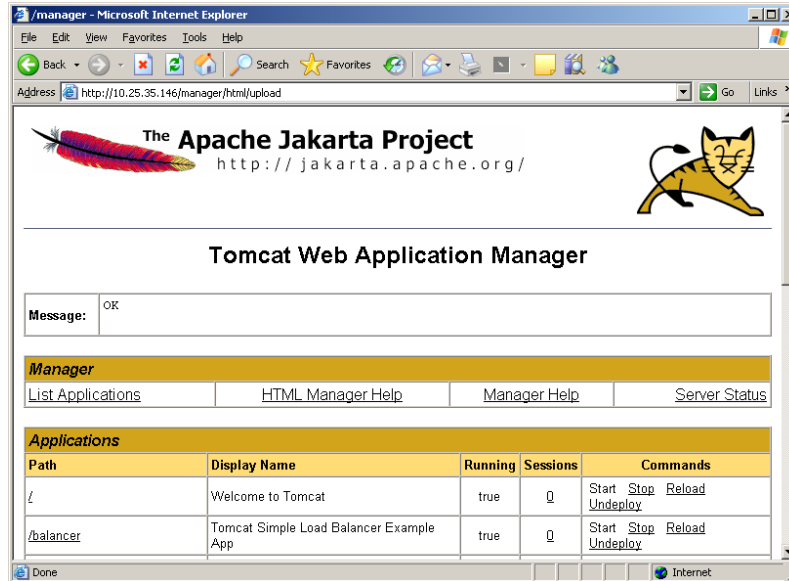 /manager - Microsoft Internet Explorer
File Edit View Favorites Tools Help
Back Search Favorites
Address http://10.25.35.146/manager/html/upload Go Links
The Apache Jakarta Project
http://jakarta.apache.org/
Tomcat Web Application Manager
Message: OK
Manager
List Applications HTML Manager Help Manager Help Server Status
Applications
Path Display Name Running Sessions Commands
/ Welcome to Tomcat true 0 Start Stop Reload
Undeploy
/balancer Tomcat Simple Load Balancer Example
App true 0 Start Stop Reload
Undeploy
Done Internet